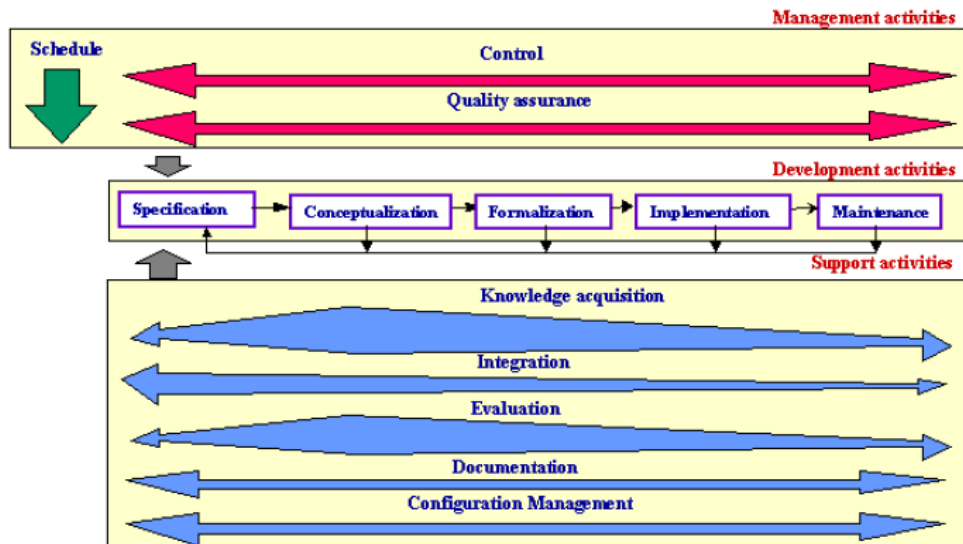 Management activities
Schedule
Control
Quality assurance
Development activities
Specification
Conceptualization
Formalization
Implementation
Maintenance
Support activities
Knowledge acquisition
Integration
Evaluation
Documentation
Configuration Management